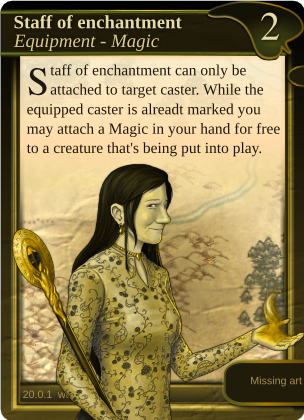 Staff of enchantment
Equipment - Magic
2
Staff of enchantment can only be
attached to target caster. While the
equipped caster is alreadt marked you
may attach a Magic in your hand for free
to a creature that's being put into play.
Missing art
20.0.1